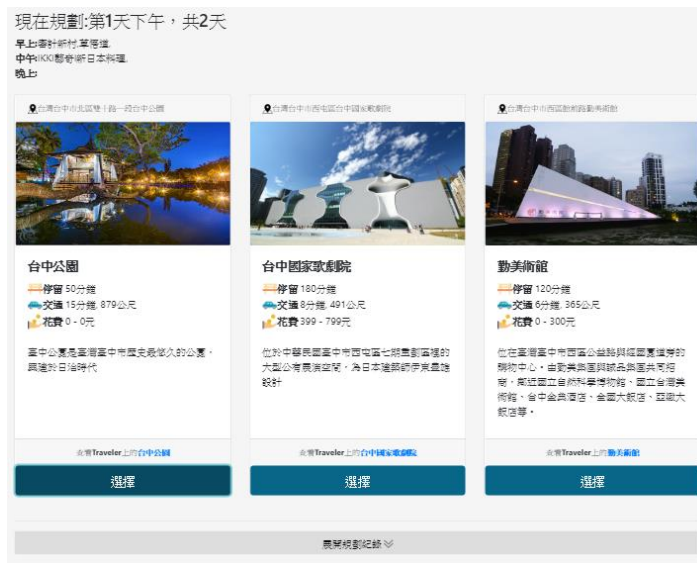 現在規劃:第1天下午，共2天
早上:審計新村,草悟道,
中午:IKKI藝奇新日本料理,
晚上:
台灣台中市北區雙十路一段台中公園
台中公園
停留 50分鐘
交通 15分鐘, 879公尺
花費 0 - 0元
臺中公園是臺灣臺中市歷史最悠久的公園，
興建於日治時代
去看Traveler上的台中公園
選擇
台灣台中市西屯區台中國家歌劇院
台中國家歌劇院
停留 180分鐘
交通 8分鐘, 491公尺
花費 399 - 799元
位於中華民國臺中市西屯區七期重劃區裡的
大型公有展演空間，為日本建築師伊東豊雄
設計
去看Traveler上的台中國家歌劇院
選擇
台灣台中市西區館前路勤美術館
勤美術館
停留 120分鐘
交通 6分鐘, 365公尺
花費 0 - 300元
位在臺灣臺中市西區公益路與經國園道旁的
購物中心。由勤美集團與誠品集團共同招
商，鄰近國立自然科學博物館、國立台灣美
術館、台中金典酒店、全國大飯店、亞緻大
飯店等。
去看Traveler上的勤美術館
選擇
展開規劃紀錄